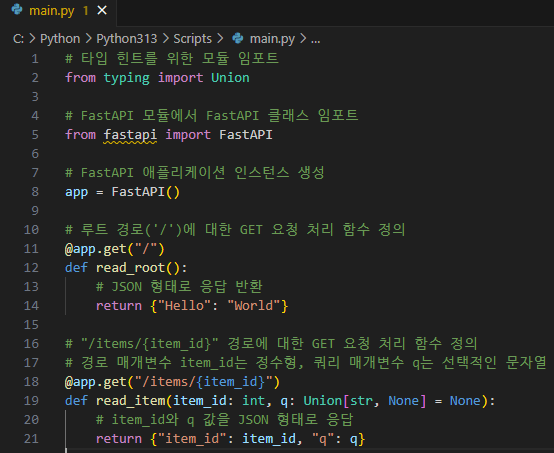 main.py 1 ×
C: > Python > Python313 > Scripts > main.py > ...
1 # 타입 힌트를 위한 모듈 임포트
2 from typing import Union
3
4 # FastAPI 모듈에서 FastAPI 클래스 임포트
5 from fastapi import FastAPI
6
7 # FastAPI 애플리케이션 인스턴스 생성
8 app = FastAPI()
9
10 # 루트 경로('/')에 대한 GET 요청 처리 함수 정의
11 @app.get("/")
12 def read_root():
13     # JSON 형태로 응답 반환
14     return {"Hello": "World"}
15
16 # "/items/{item_id}" 경로에 대한 GET 요청 처리 함수 정의
17 # 경로 매개변수 item_id는 정수형, 쿼리 매개변수 q는 선택적인 문자열
18 @app.get("/items/{item_id}")
19 def read_item(item_id: int, q: Union[str, None] = None):
20     # item_id와 q 값을 JSON 형태로 응답
21     return {"item_id": item_id, "q": q}